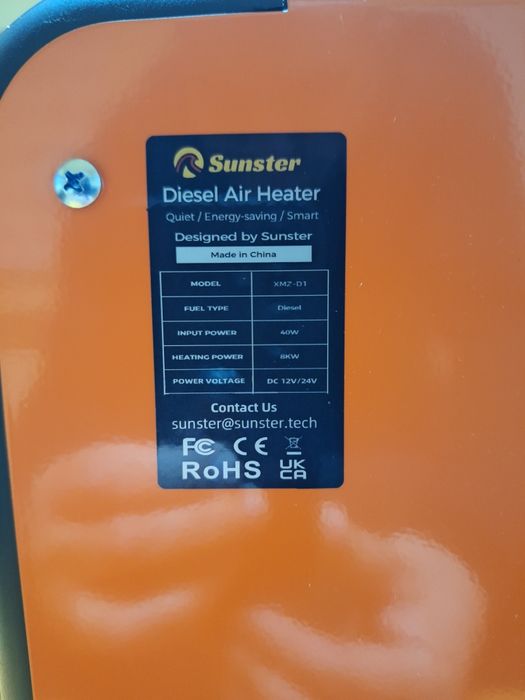 Sunster
Diesel Air Heater
Quiet / Energy-saving / Smart
Designed by Sunster
Made in China
MODEL XMZ-D1
FUEL TYPE Diesel
INPUT POWER 40W
HEATING POWER 8KW
POWER VOLTAGE DC 12V/24V
Contact Us
sunster@sunster.tech
FC CE
RoHS UK
CA